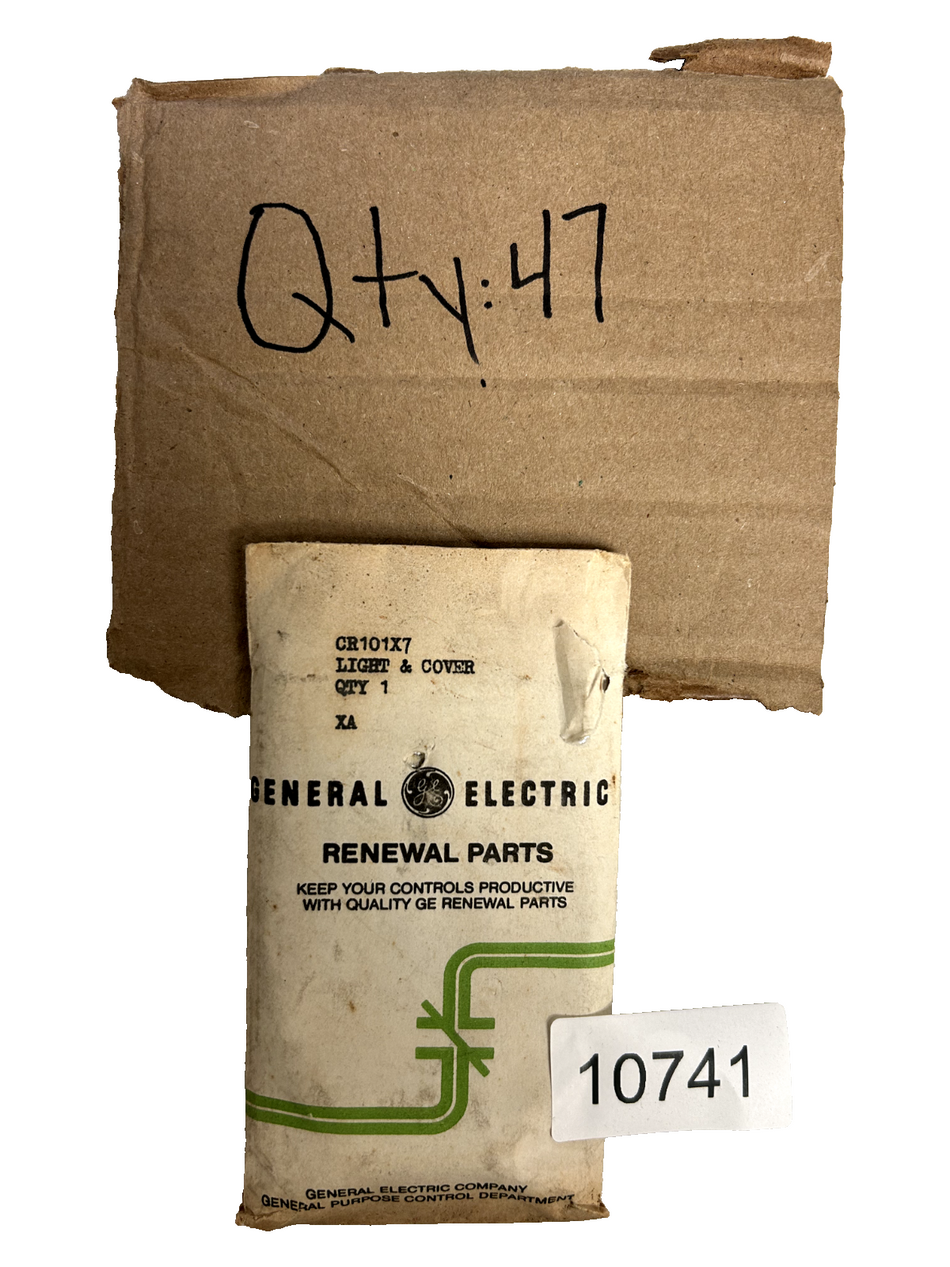 Qty: 47
CR101X7
LIGHT & COVER
QTY 1
XA
GENERAL GE ELECTRIC
RENEWAL PARTS
KEEP YOUR CONTROLS PRODUCTIVE
WITH QUALITY GE RENEWAL PARTS
10741
GENERAL ELECTRIC COMPANY
GENERAL PURPOSE CONTROL DEPARTMENT